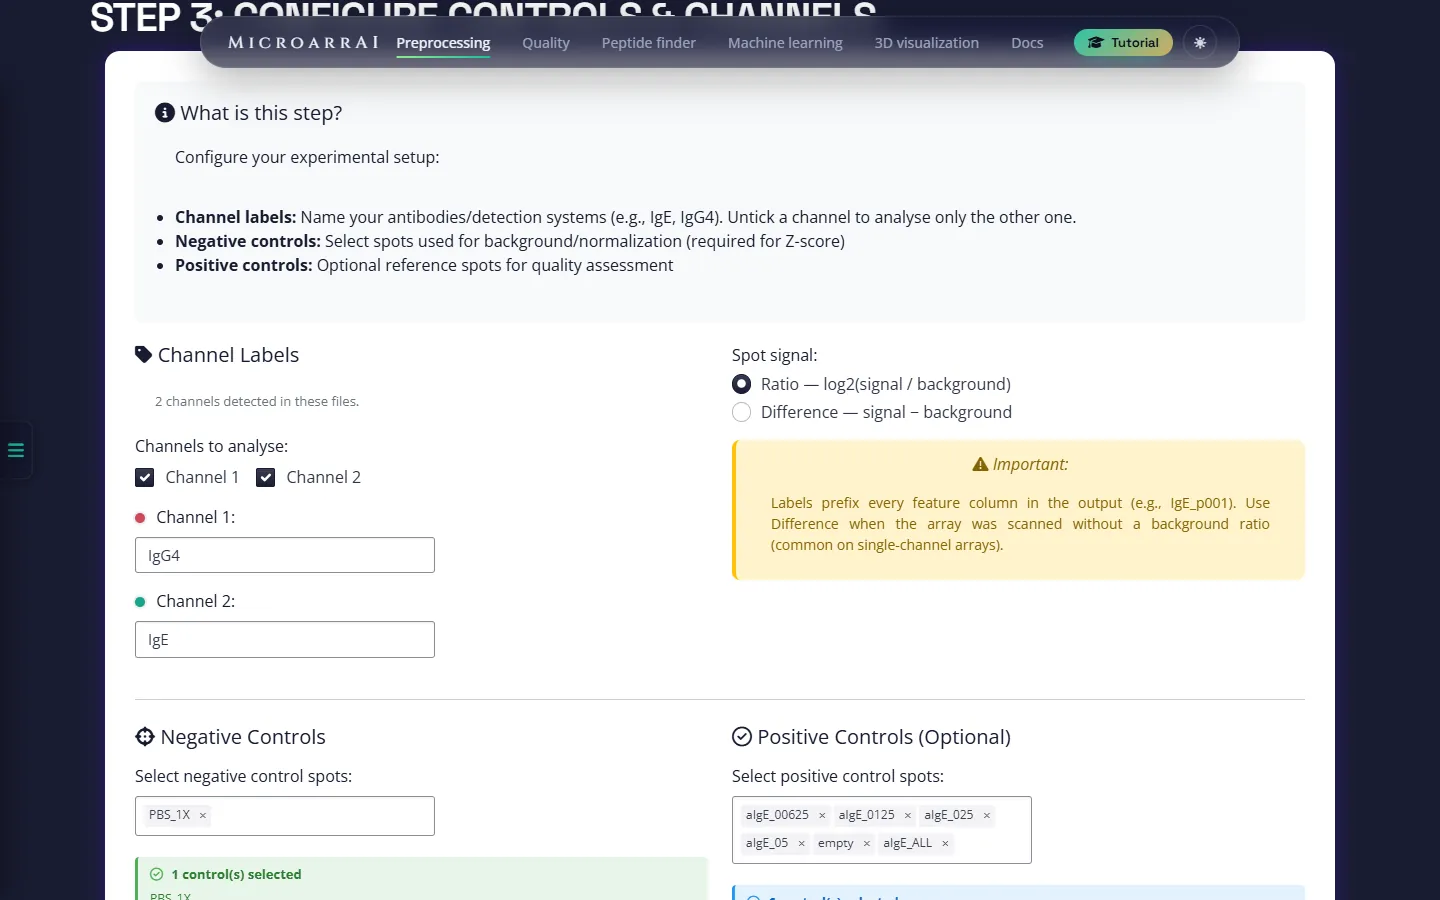 STEP 3: CONFIGURE CONTROLS & CHANNELS
MICROARRAI
Preprocessing
Quality
Peptide finder
Machine learning
3D visualization
Docs
Tutorial
What is this step?
Configure your experimental setup:
• Channel labels: Name your antibodies/detection systems (e.g., IgE, IgG4). Untick a channel to analyse only the other one.
• Negative controls: Select spots used for background/normalization (required for Z-score)
• Positive controls: Optional reference spots for quality assessment
Channel Labels
2 channels detected in these files.
Channels to analyse:
Channel 1 Channel 2
Channel 1:
IgG4
Channel 2:
IgE
Spot signal:
Ratio — log2(signal / background)
Difference — signal − background
Important:
Labels prefix every feature column in the output (e.g., IgE_p001). Use
Difference when the array was scanned without a background ratio
(common on single-channel arrays).
Negative Controls
Select negative control spots:
PBS_1X ×
1 control(s) selected
PBS_1X
Positive Controls (Optional)
Select positive control spots:
aIgE_00625 × aIgE_0125 × aIgE_025 ×
aIgE_05 × empty × aIgE_ALL ×